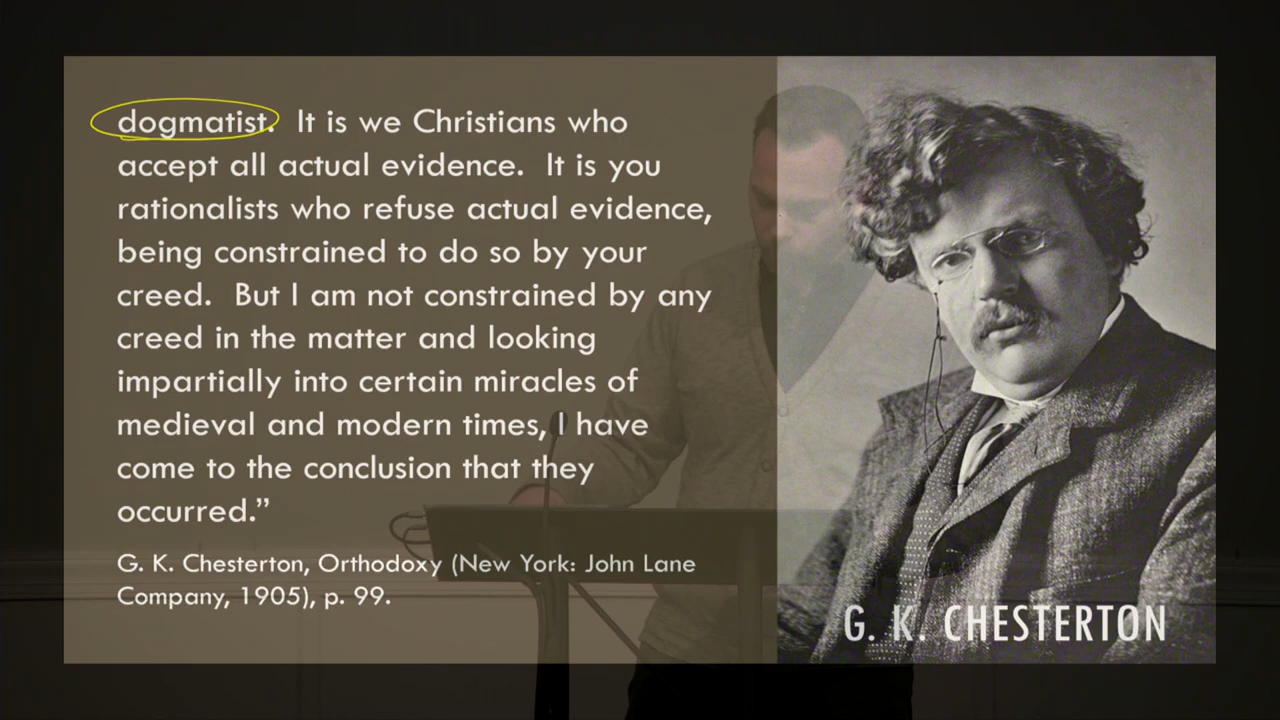 dogmatist.  It is we Christians who
accept all actual evidence.  It is you
rationalists who refuse actual evidence,
being constrained to do so by your
creed.  But I am not constrained by any
creed in the matter and looking
impartially into certain miracles of
medieval and modern times, I have
come to the conclusion that they
occurred.”
G. K. Chesterton, Orthodoxy (New York: John Lane
Company, 1905), p. 99.
G. K. CHESTERTON